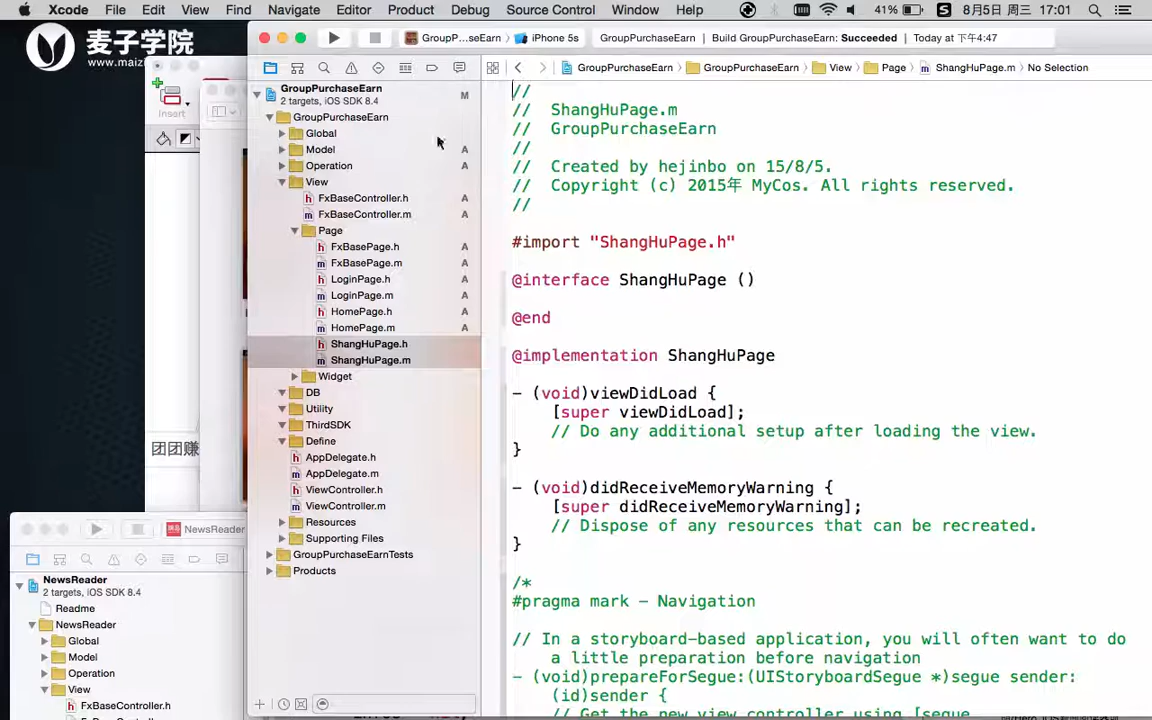 Xcode File Edit View Find Navigate Editor Product Debug Source Control Window Help 41% S 8月5日 周三 17:01
麦子学院
www.maiz
Insert
团团赚
GroupP...seEarn iPhone 5s GroupPurchaseEarn Build GroupPurchaseEarn: Succeeded Today at 下午4:47
GroupPurchaseEarn GroupPurchaseEarn View Page ShangHuPage.m No Selection
GroupPurchaseEarn M
2 targets, iOS SDK 8.4
GroupPurchaseEarn
Global
Model A
Operation A
View
FxBaseController.h A
FxBaseController.m A
Page
FxBasePage.h A
FxBasePage.m A
LoginPage.h A
LoginPage.m A
HomePage.h A
HomePage.m A
ShangHuPage.h
ShangHuPage.m
Widget
DB
Utility
ThirdSDK
Define
AppDelegate.h
AppDelegate.m
ViewController.h
ViewController.m
Resources
Supporting Files
GroupPurchaseEarnTests
Products
//
// ShangHuPage.m
// GroupPurchaseEarn
//
// Created by hejinbo on 15/8/5.
// Copyright (c) 2015年 MyCos. All rights reserved.
//
#import "ShangHuPage.h"
@interface ShangHuPage ()
@end
@implementation ShangHuPage
- (void)viewDidLoad {
[super viewDidLoad];
// Do any additional setup after loading the view.
}
- (void)didReceiveMemoryWarning {
[super didReceiveMemoryWarning];
// Dispose of any resources that can be recreated.
}
/*
#pragma mark - Navigation
// In a storyboard-based application, you will often want to do
a little preparation before navigation
- (void)prepareForSegue:(UIStoryboardSegue *)segue sender:
(id)sender {
// Get the new view controller using [segue
NewsReader
NewsReader
2 targets, iOS SDK 8.4
Readme
NewsReader
Global
Model
Operation
View
FxBaseController.h